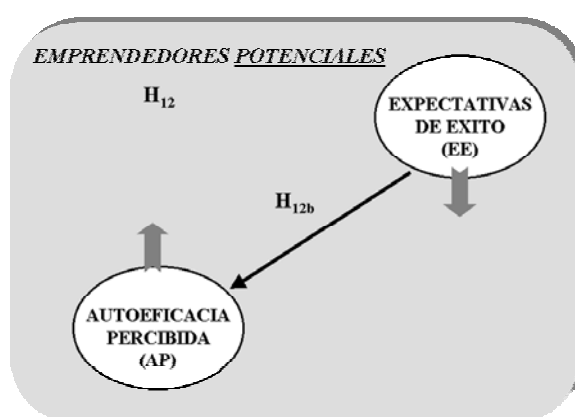 EMPRENDEDORES POTENCIALES
H12
EXPECTATIVAS
DE EXITO
(EE)
H12b
AUTOEFICACIA
PERCIBIDA
(AP)